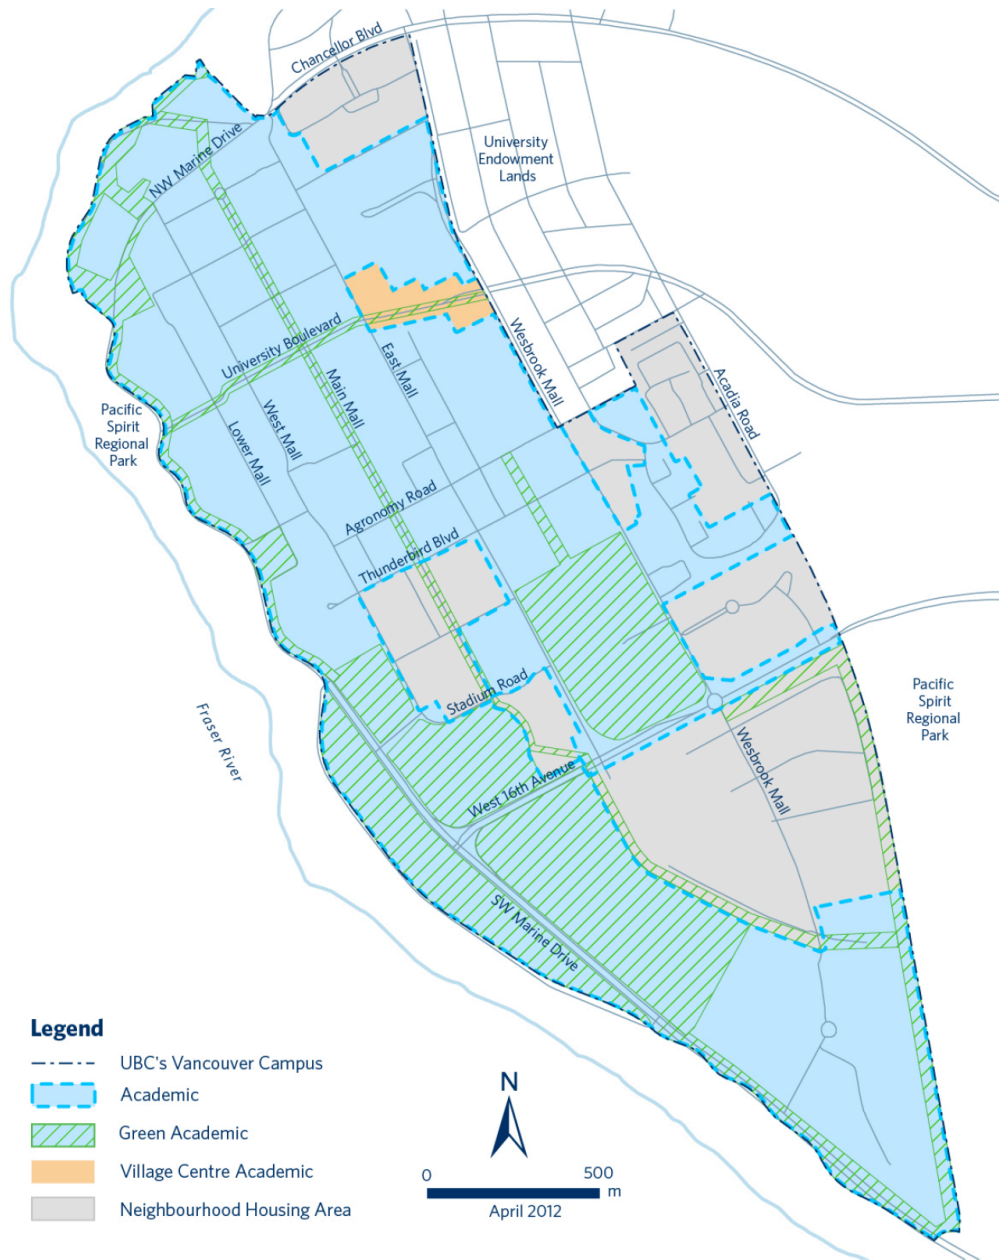 Chancellor Blvd
NW Marine Drive
University
Endowment
Lands
University Boulevard
Wesbrook Mall
East Mall
Main Mall
West Mall
Lower Mall
Acadia Road
Pacific
Spirit
Regional
Park
Agronomy Road
Thunderbird Blvd
Stadium Road
Pacific
Spirit
Regional
Park
Fraser River
Wesbrook Mall
West 16th Avenue
SW Marine Drive
Legend
UBC's Vancouver Campus
Academic
Green Academic
Village Centre Academic
Neighbourhood Housing Area
N
0 500
m
April 2012